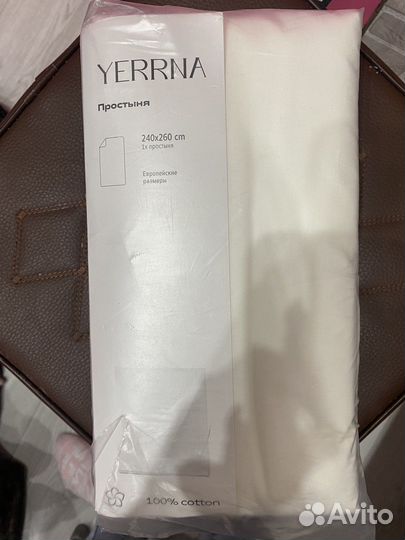 YERRNA
Простыня
240x260 cm
1x простыня
Европейские
размеры
100% cotton
Avito